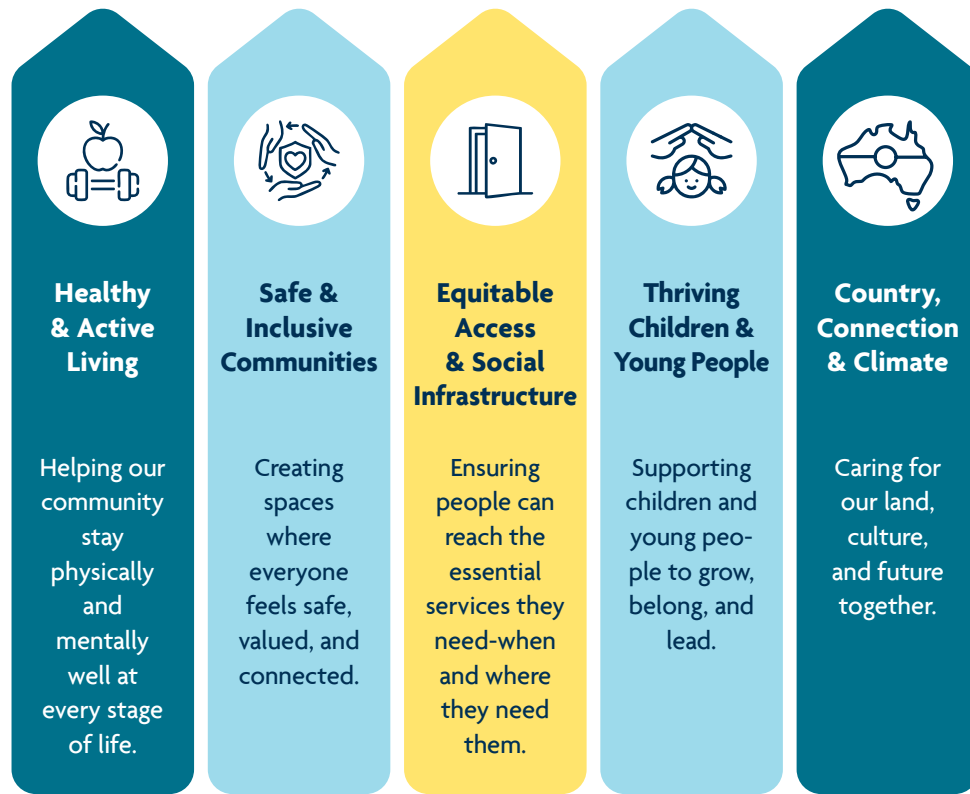 Healthy
& Active
Living
Helping our
community
stay
physically
and
mentally
well at
every stage
of life.
Safe &
Inclusive
Communities
Creating
spaces
where
everyone
feels safe,
valued, and
connected.
Equitable
Access
& Social
Infrastructure
Ensuring
people can
reach the
essential
services they
need-when
and where
they need
them.
Thriving
Children &
Young People
Supporting
children and
young peo-
ple to grow,
belong, and
lead.
Country,
Connection
& Climate
Caring for
our land,
culture,
and future
together.